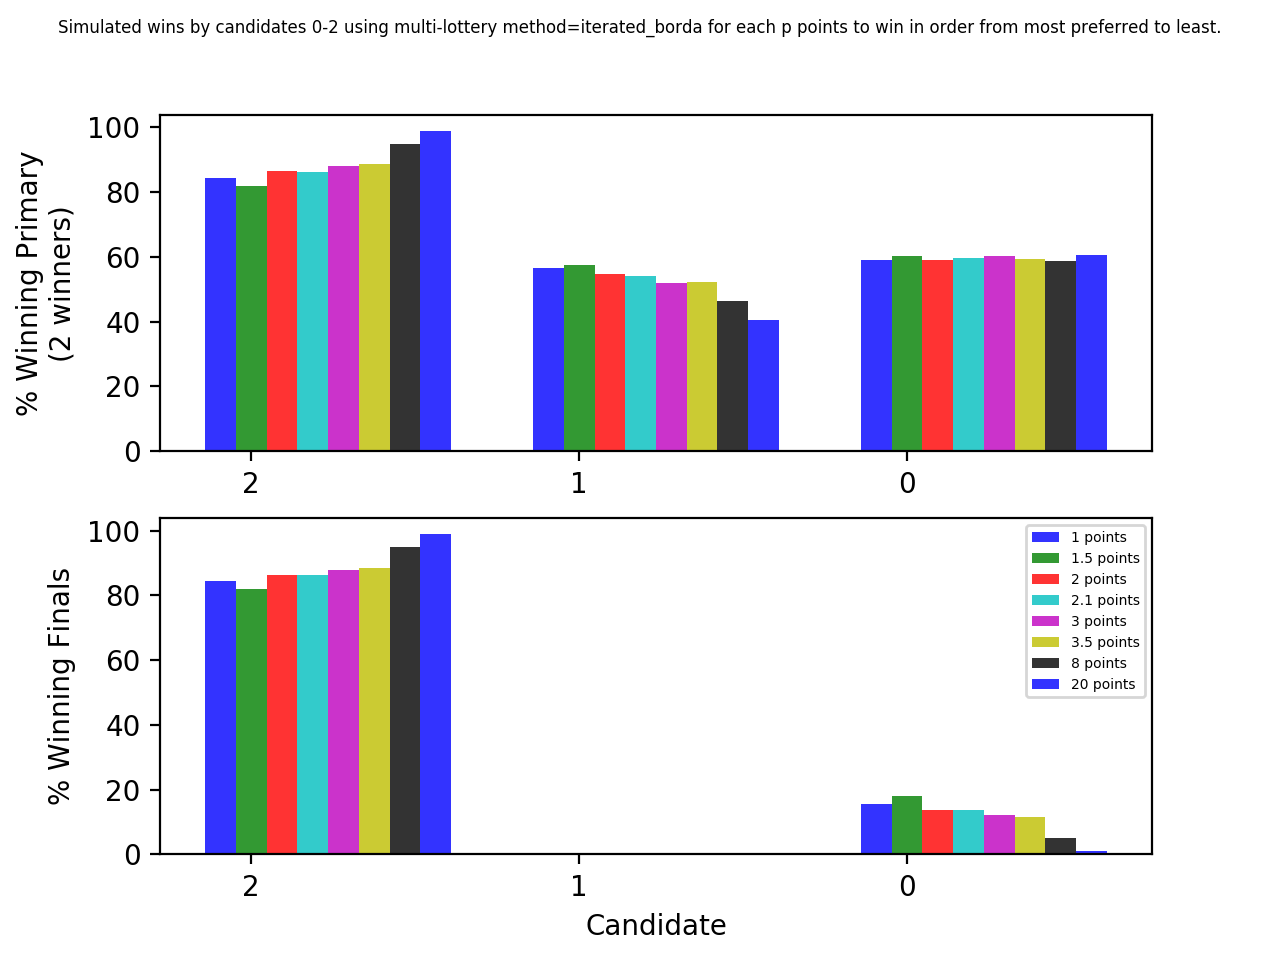 Simulated wins by candidates 0-2 using multi-lottery method=iterated_borda for each p points to win in order from most preferred to least.
% Winning Primary
(2 winners)
100
80
60
40
20
0
2
1
0
% Winning Finals
100
80
60
40
20
0
1 points
1.5 points
2 points
2.1 points
3 points
3.5 points
8 points
20 points
2
1
0
Candidate